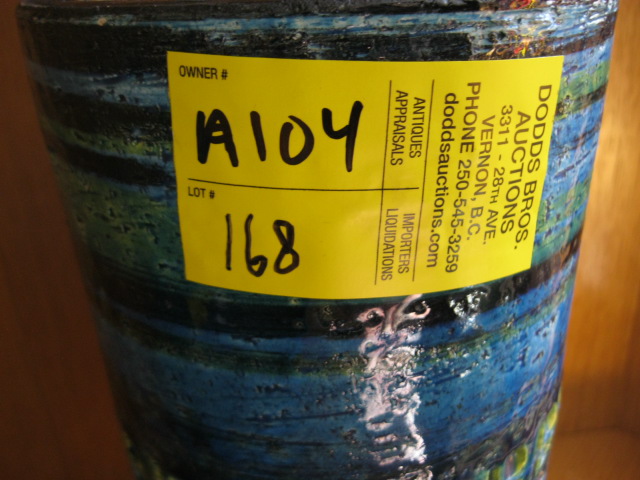 OWNER #
A104
LOT #
168
ANTIQUES
APPRAISALS
IMPORTERS
LIQUIDATIONS
DODDS BROS.
AUCTIONS
3311 - 28TH AVE.
VERNON, B.C.
PHONE 250-545-3259
doddsauctions.com